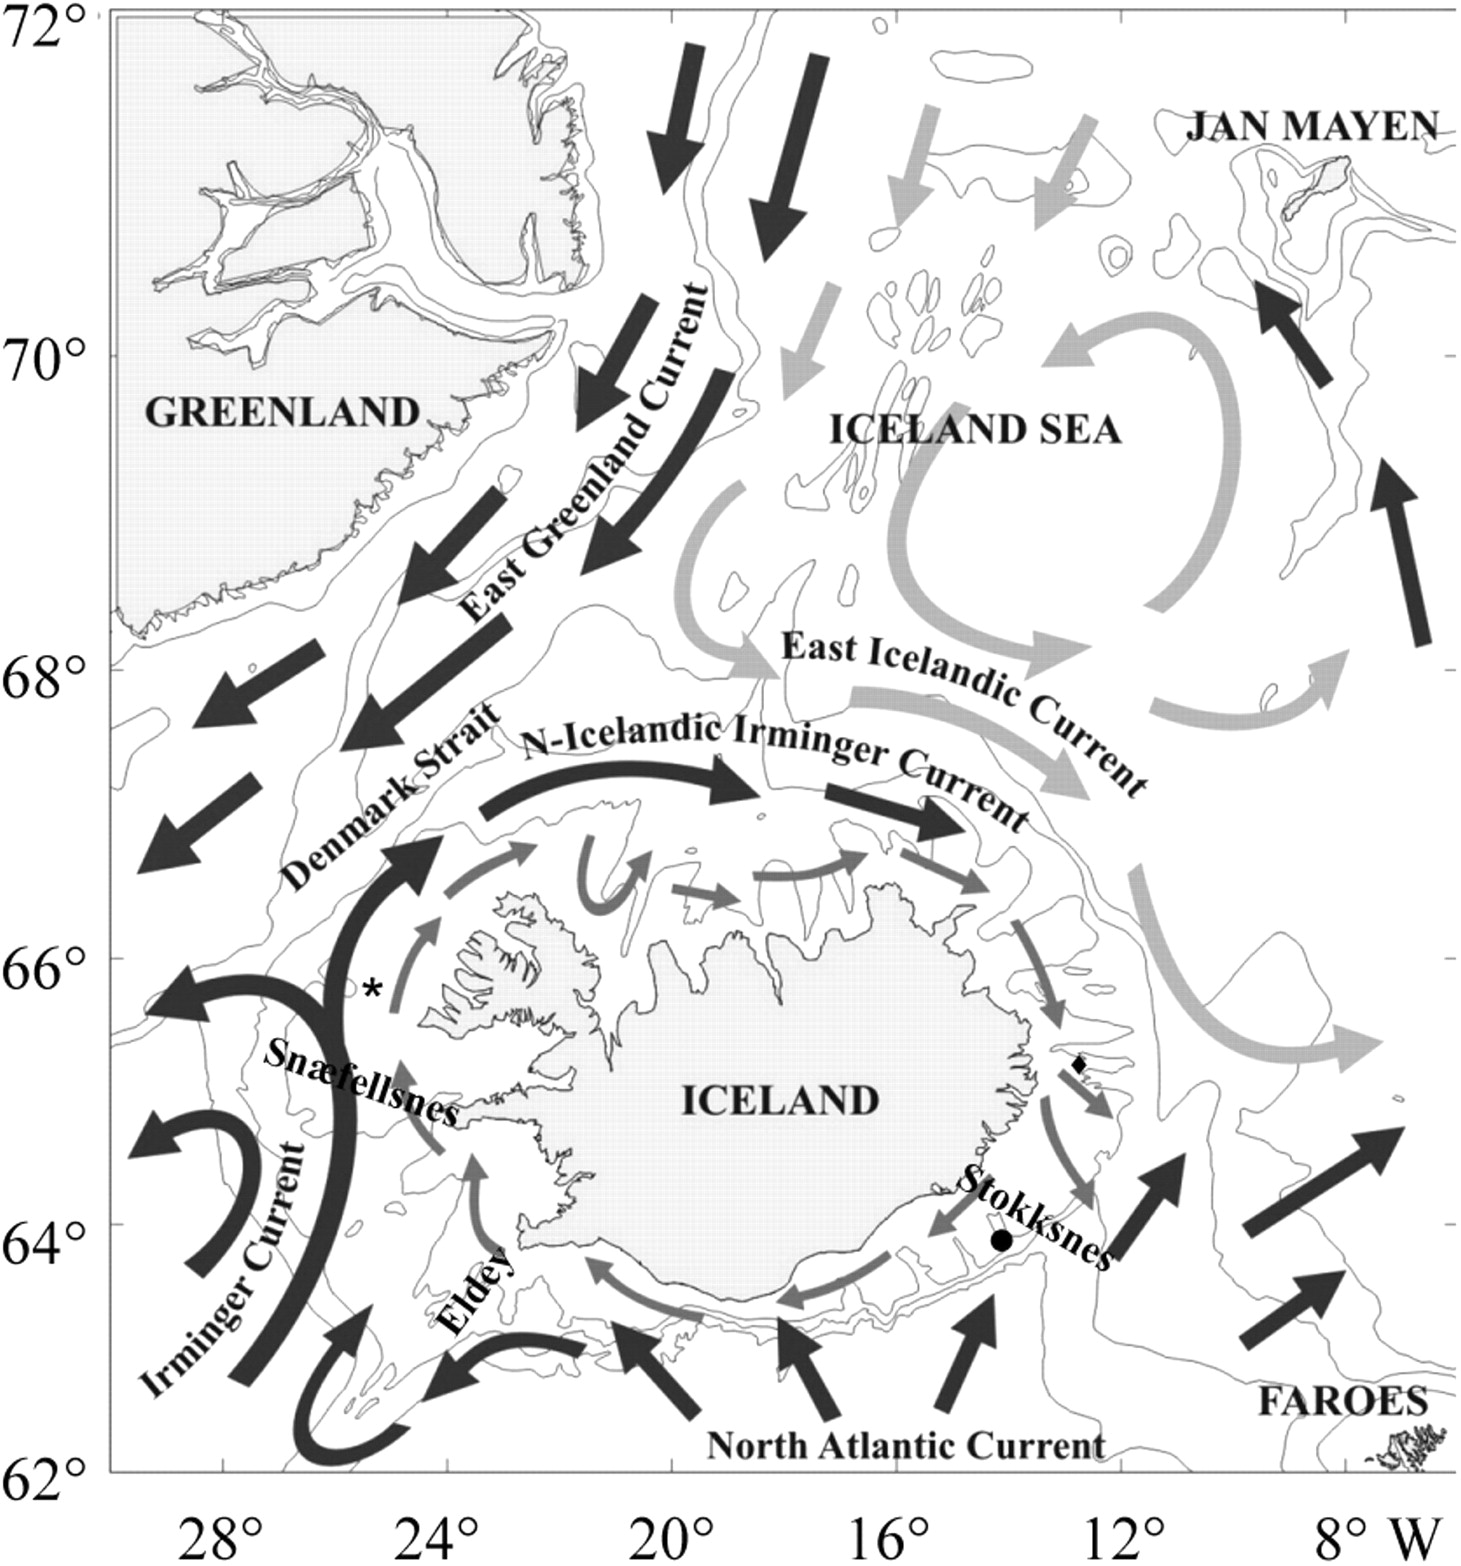 72°
JAN MAYEN
70°
GREENLAND
East Greenland Current
ICELAND SEA
68°
East Icelandic Current
N-Icelandic Irminger Current
Denmark Strait
66°
*
Snæfellsnes
ICELAND
Irminger Current
64°
Stokksnes
Eldey
FAROES
North Atlantic Current
62°
28° 24° 20° 16° 12° 8° W